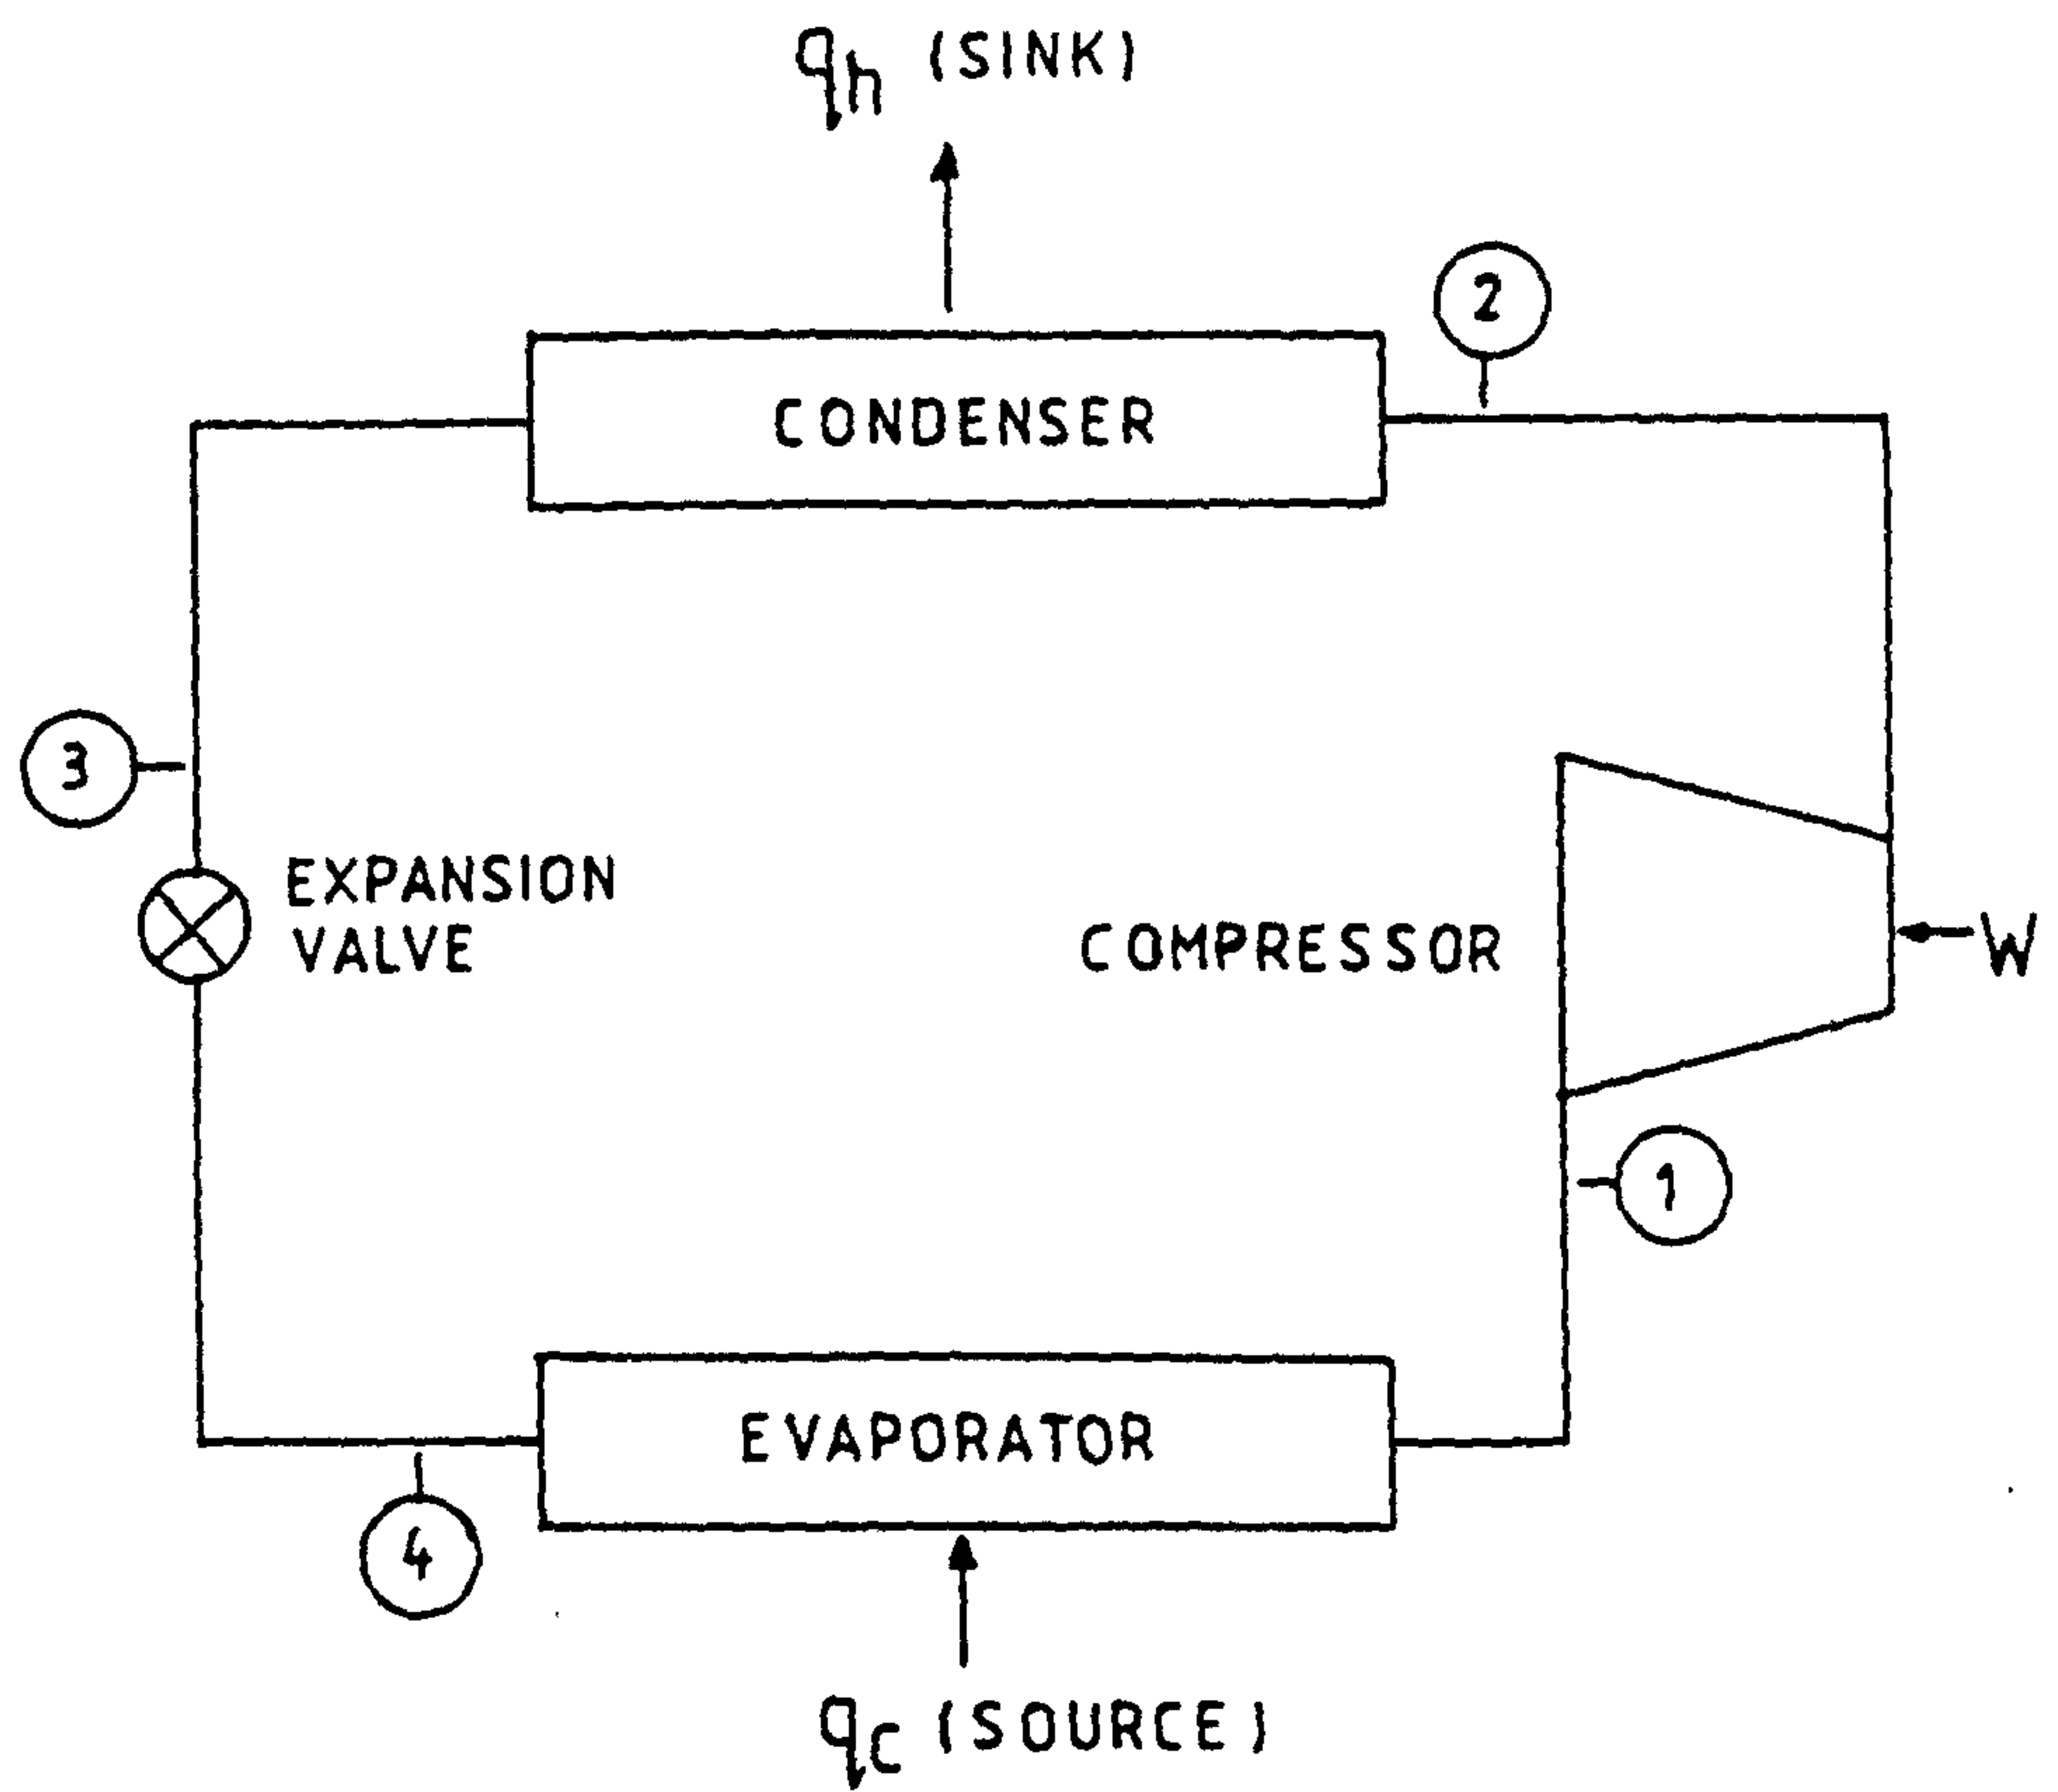 qh (SINK)
2
CONDENSER
3
EXPANSION
VALVE
COMPRESSOR
W
1
EVAPORATOR
4
qc (SOURCE)